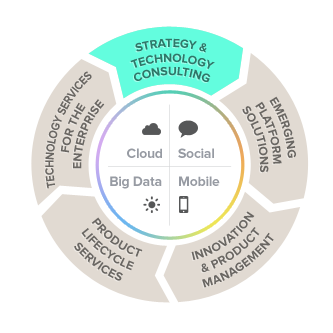 STRATEGY &
TECHNOLOGY
CONSULTING
EMERGING
PLATFORM
SOLUTIONS
INNOVATION
& PRODUCT
MANAGEMENT
PRODUCT
LIFECYCLE
SERVICES
TECHNOLOGY SERVICES
FOR THE
ENTERPRISE
Cloud
Social
Big Data
Mobile